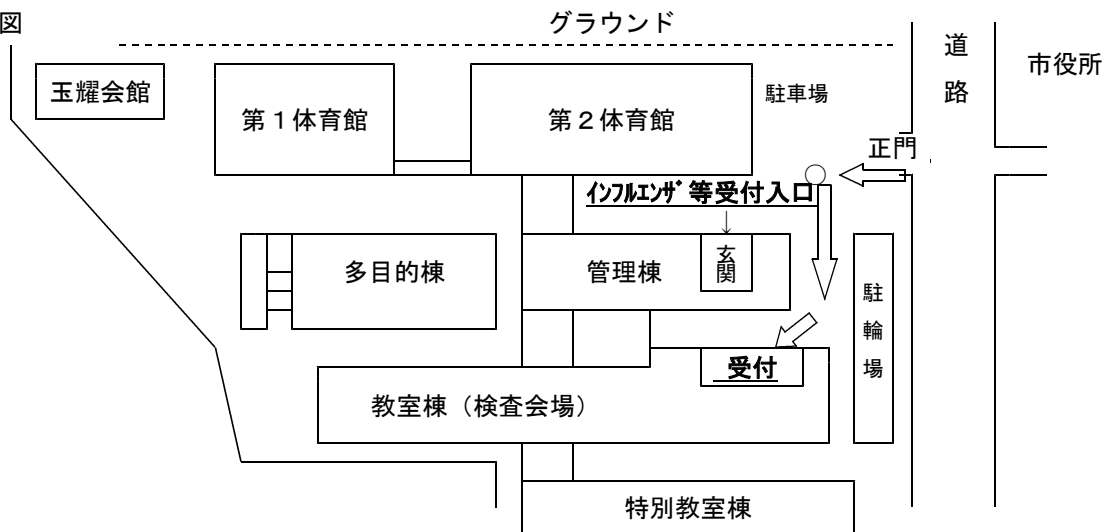 図
グラウンド
道路
市役所
玉耀会館
第１体育館
第２体育館
駐車場
正門
インフルエンザ等受付入口
↓
玄関
多目的棟
管理棟
駐輪場
受付
教室棟（検査会場）
特別教室棟